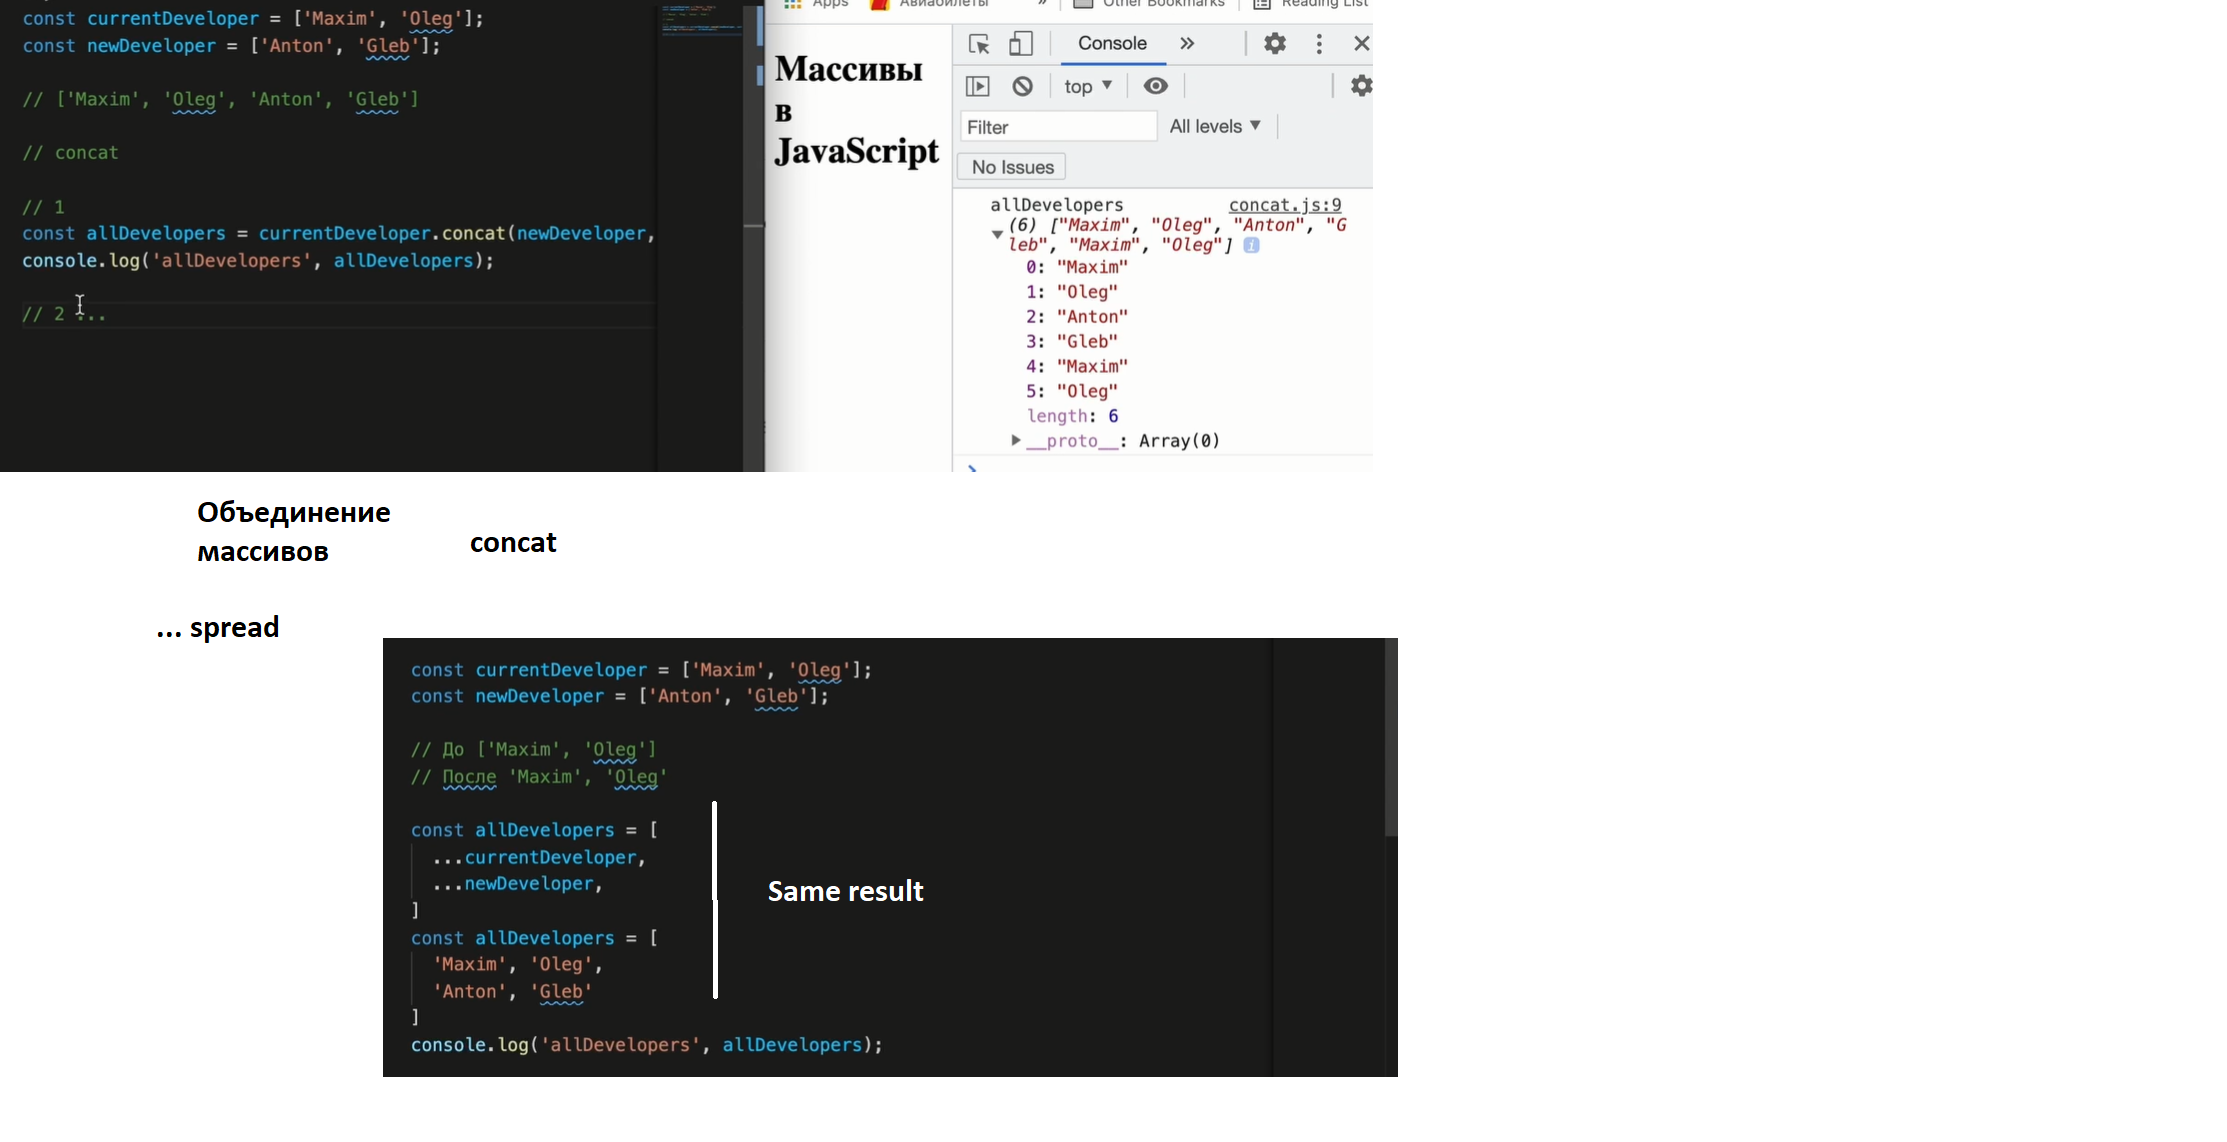 const currentDeveloper = ['Maxim', 'Oleg'];
const newDeveloper = ['Anton', 'Gleb'];
// ['Maxim', 'Oleg', 'Anton', 'Gleb']
// concat
// 1
const allDevelopers = currentDeveloper.concat(newDeveloper,
console.log('allDevelopers', allDevelopers);
// 2 ...
Apps Авиабилеты » Other Bookmarks Reading List
Массивы
в
JavaScript
Console »
top ▼
Filter All levels ▼
No Issues
allDevelopers concat.js:9
(6) ["Maxim", "Oleg", "Anton", "G
leb", "Maxim", "Oleg"] i
0: "Maxim"
1: "Oleg"
2: "Anton"
3: "Gleb"
4: "Maxim"
5: "Oleg"
length: 6
__proto__: Array(0)
Объединение
массивов
concat
... spread
const currentDeveloper = ['Maxim', 'Oleg'];
const newDeveloper = ['Anton', 'Gleb'];
// До ['Maxim', 'Oleg']
// После 'Maxim', 'Oleg'
const allDevelopers = [
...currentDeveloper,
...newDeveloper,
]
const allDevelopers = [
'Maxim', 'Oleg',
'Anton', 'Gleb'
]
console.log('allDevelopers', allDevelopers);
Same result